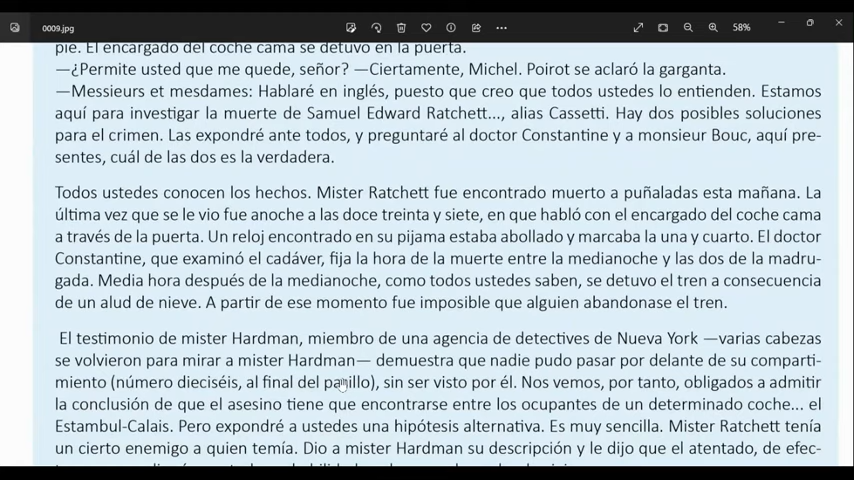 0009.jpg
58%
pie. El encargado del coche cama se detuvo en la puerta.
—¿Permite usted que me quede, señor? —Ciertamente, Michel. Poirot se aclaró la garganta.
—Messieurs et mesdames: Hablaré en inglés, puesto que creo que todos ustedes lo entienden. Estamos
aquí para investigar la muerte de Samuel Edward Ratchett..., alias Cassetti. Hay dos posibles soluciones
para el crimen. Las expondré ante todos, y preguntaré al doctor Constantine y a monsieur Bouc, aquí pre-
sentes, cuál de las dos es la verdadera.
Todos ustedes conocen los hechos. Mister Ratchett fue encontrado muerto a puñaladas esta mañana. La
última vez que se le vio fue anoche a las doce treinta y siete, en que habló con el encargado del coche cama
a través de la puerta. Un reloj encontrado en su pijama estaba abollado y marcaba la una y cuarto. El doctor
Constantine, que examinó el cadáver, fija la hora de la muerte entre la medianoche y las dos de la madru-
gada. Media hora después de la medianoche, como todos ustedes saben, se detuvo el tren a consecuencia
de un alud de nieve. A partir de ese momento fue imposible que alguien abandonase el tren.
El testimonio de mister Hardman, miembro de una agencia de detectives de Nueva York —varias cabezas
se volvieron para mirar a mister Hardman— demuestra que nadie pudo pasar por delante de su comparti-
miento (número dieciséis, al final del pasillo), sin ser visto por él. Nos vemos, por tanto, obligados a admitir
la conclusión de que el asesino tiene que encontrarse entre los ocupantes de un determinado coche... el
Estambul-Calais. Pero expondré a ustedes una hipótesis alternativa. Es muy sencilla. Mister Ratchett tenía
un cierto enemigo a quien temía. Dio a mister Hardman su descripción y le dijo que el atentado, de efec-